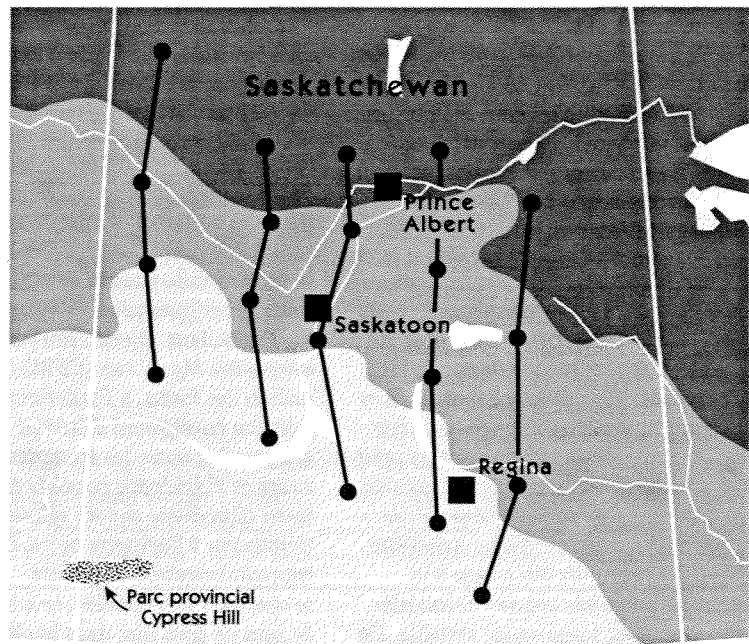 Saskatchewan
Prince
Albert
Saskatoon
Regina
Parc provincial
Cypress Hill